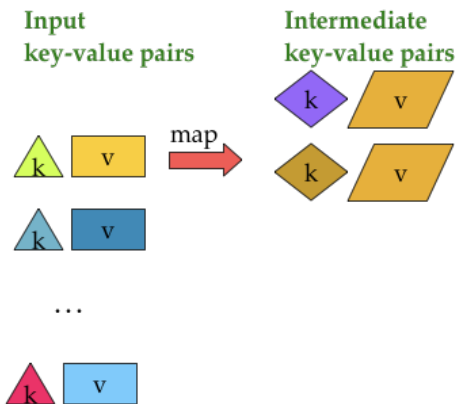 Input
key-value pairs
Intermediate
key-value pairs
k v
map
k v
k v
k v
...
k v